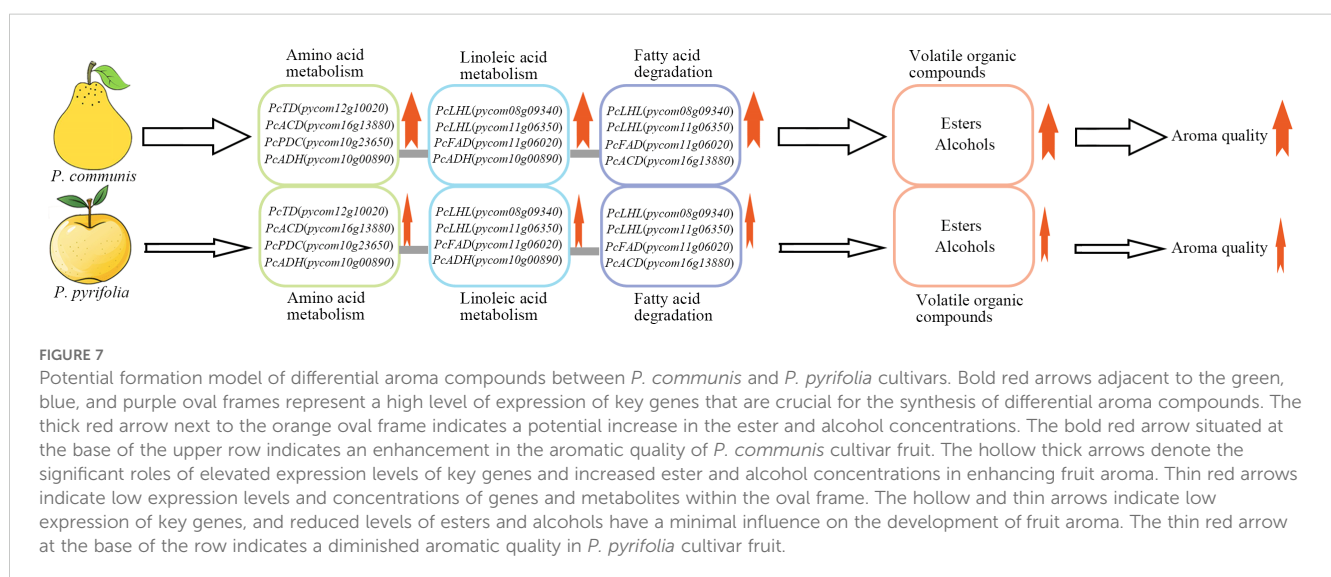 Amino acid
metabolism
Linoleic acid
metabolism
Fatty acid
degradation
Volatile organic
compounds
PcTD(pycom12g10020)
PcACD(pycom16g13880)
PcPDC(pycom10g23650)
PcADH(pycom10g00890)
PcLHL(pycom08g09340)
PcLHL(pycom11g06350)
PcFAD(pycom11g06020)
PcADH(pycom10g00890)
PcLHL(pycom08g09340)
PcLHL(pycom11g06350)
PcFAD(pycom11g06020)
PcACD(pycom16g13880)
Esters
Alcohols
Aroma quality
P. communis
PcTD(pycom12g10020)
PcACD(pycom16g13880)
PcPDC(pycom10g23650)
PcADH(pycom10g00890)
PcLHL(pycom08g09340)
PcLHL(pycom11g06350)
PcFAD(pycom11g06020)
PcADH(pycom10g00890)
PcLHL(pycom08g09340)
PcLHL(pycom11g06350)
PcFAD(pycom11g06020)
PcACD(pycom16g13880)
Esters
Alcohols
Aroma quality
P. pyrifolia
Amino acid
metabolism
Linoleic acid
metabolism
Fatty acid
degradation
Volatile organic
compounds
FIGURE 7
Potential formation model of differential aroma compounds between P. communis and P. pyrifolia cultivars. Bold red arrows adjacent to the green,
blue, and purple oval frames represent a high level of expression of key genes that are crucial for the synthesis of differential aroma compounds. The
thick red arrow next to the orange oval frame indicates a potential increase in the ester and alcohol concentrations. The bold red arrow situated at
the base of the upper row indicates an enhancement in the aromatic quality of P. communis cultivar fruit. The hollow thick arrows denote the
significant roles of elevated expression levels of key genes and increased ester and alcohol concentrations in enhancing fruit aroma. Thin red arrows
indicate low expression levels and concentrations of genes and metabolites within the oval frame. The hollow and thin arrows indicate low
expression of key genes, and reduced levels of esters and alcohols have a minimal influence on the development of fruit aroma. The thin red arrow
at the base of the row indicates a diminished aromatic quality in P. pyrifolia cultivar fruit.